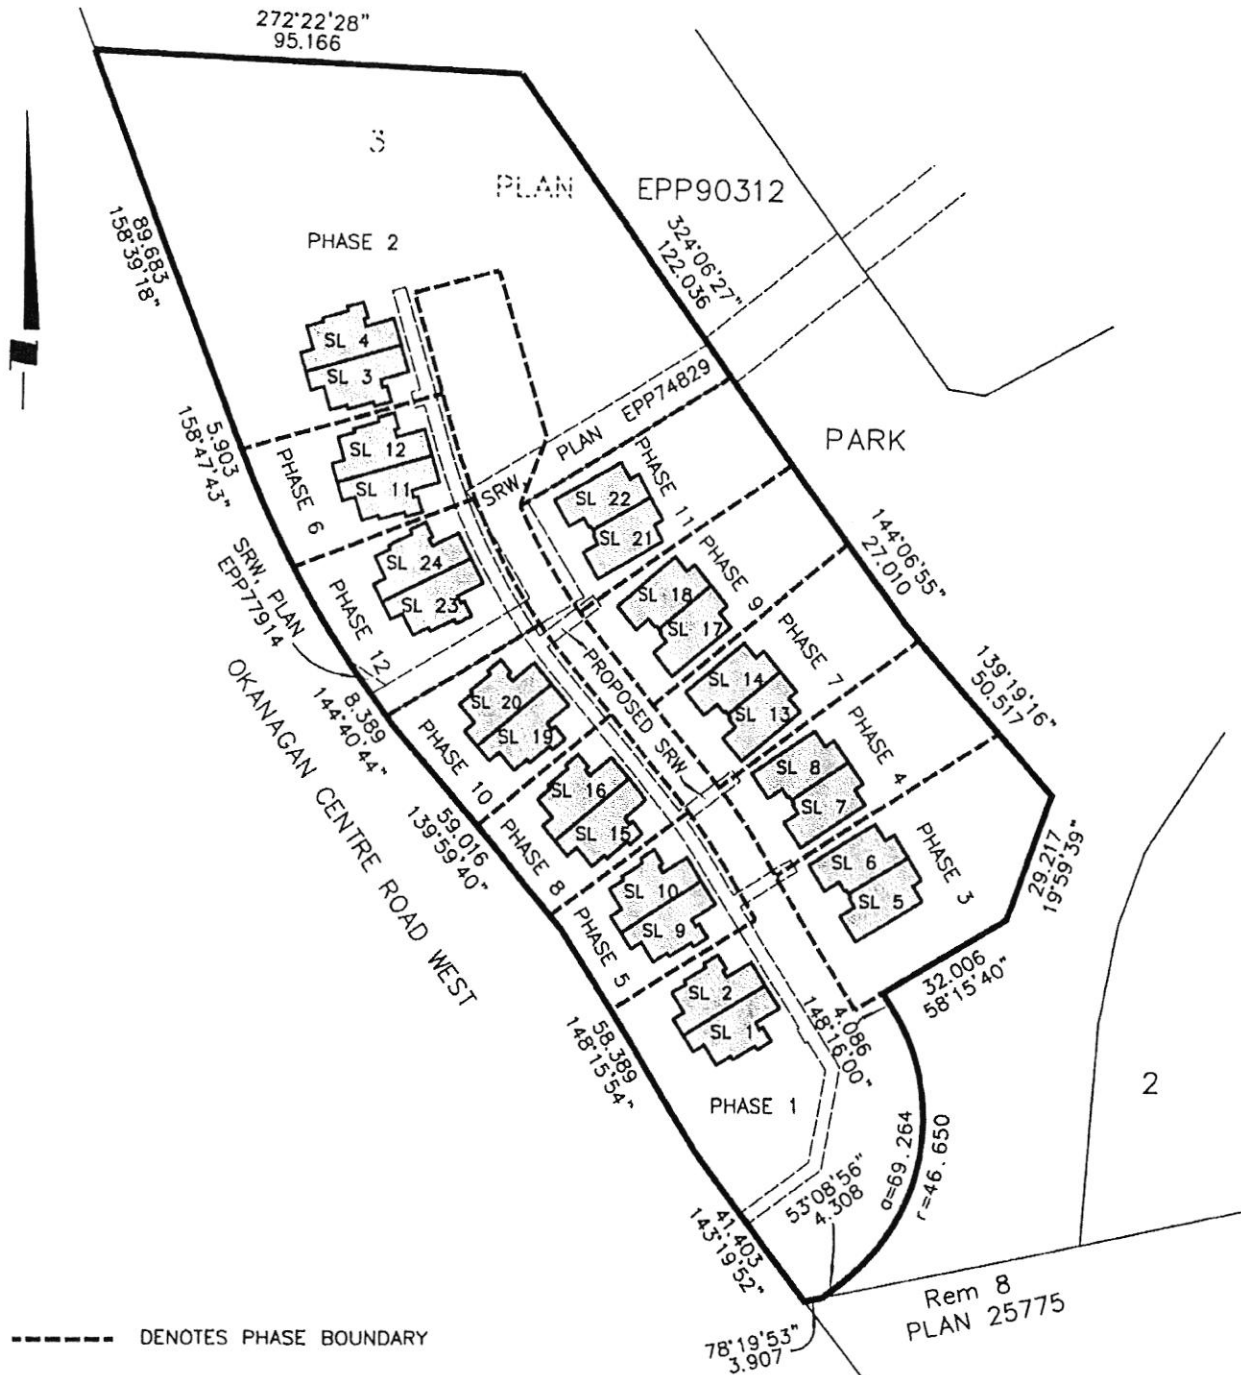 272°22'28"
95.166
3
PLAN EPP90312
PHASE 2
89.683
158°39'18"
324°06'27"
122.036
SL 4
SL 3
PLAN EPP74829
SRW
PARK
5.903
158°47'43"
PHASE 6
SL 12
SL 11
PHASE 11
SL 22
SL 21
144°06'55"
27.010
SRW, PLAN
EPP77914
SL 24
SL 23
PHASE 12
PHASE 9
SL 18
SL 17
PHASE 7
139°19'16"
50.517
OKANAGAN CENTRE ROAD WEST
8.389
144°40'44"
PROPOSED SRW
SL 20
SL 19
PHASE 10
SL 14
SL 13
PHASE 4
59.016
139°59'40"
SL 16
SL 15
PHASE 8
SL 8
SL 7
PHASE 3
29.217
19°59'39"
SL 10
SL 9
PHASE 5
SL 6
SL 5
32.006
58°15'40"
58.389
148°15'54"
SL 2
SL 1
4.086
148°16'00"
PHASE 1
2
a=69.264
r=46.650
53°08'56"
4.308
41.403
143°19'52"
Rem 8
PLAN 25775
78°19'53"
3.907
DENOTES PHASE BOUNDARY